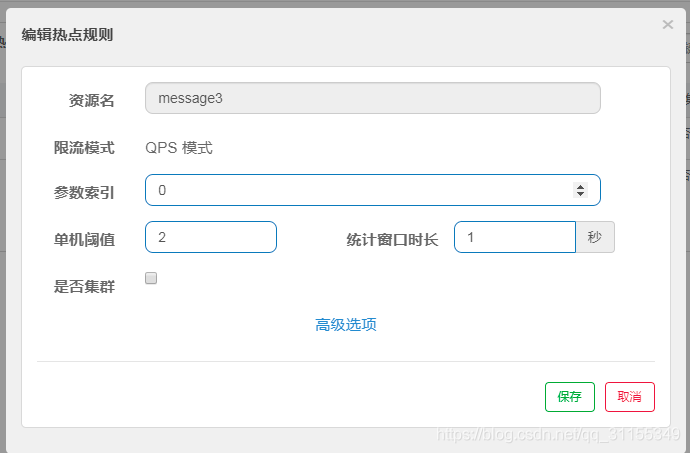 编辑热点规则 ×
资源名 message3
限流模式 QPS 模式
参数索引 0
单机阈值 2 统计窗口时长 1 秒
是否集群
高级选项
保存 取消
https://blog.csdn.net/qq_31155349